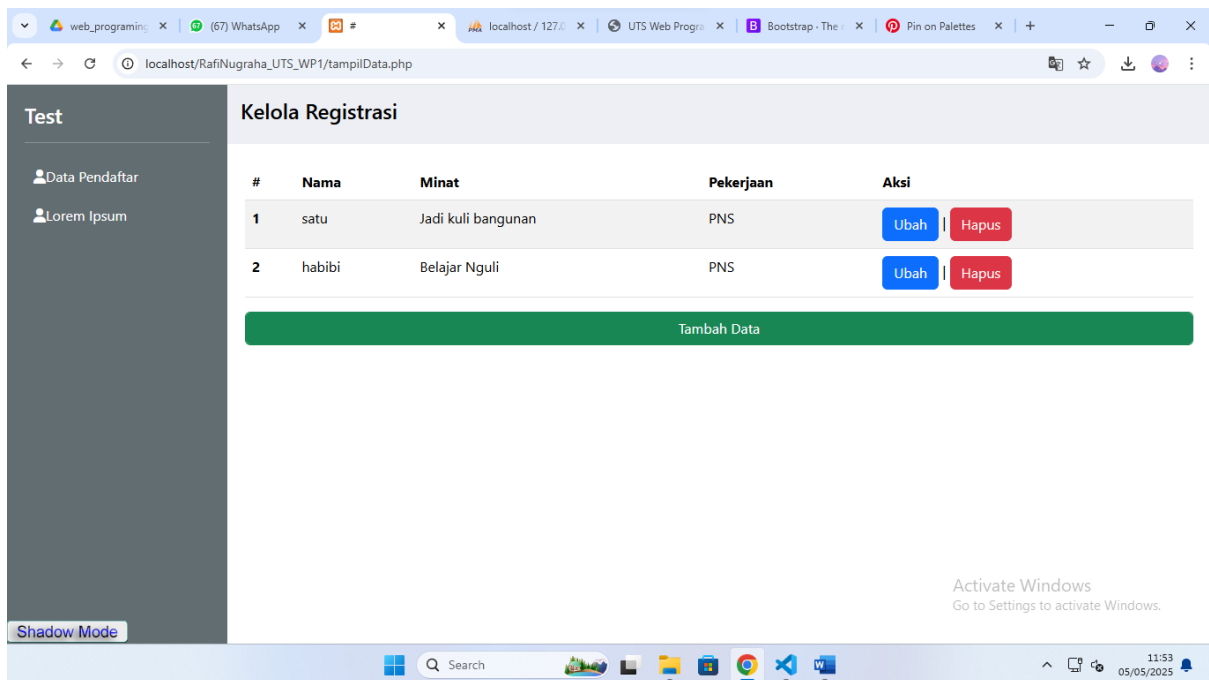 web_programing
(67) WhatsApp
#
localhost / 127.0
UTS Web Progra
Bootstrap · The
Pin on Palettes
localhost/RafiNugraha_UTS_WP1/tampilData.php
Test
Kelola Registrasi
Data Pendaftar
Lorem Ipsum
# Nama Minat Pekerjaan Aksi
1 satu Jadi kuli bangunan PNS Ubah | Hapus
2 habibi Belajar Nguli PNS Ubah | Hapus
Tambah Data
Activate Windows
Go to Settings to activate Windows.
Shadow Mode
Search
11:53
05/05/2025